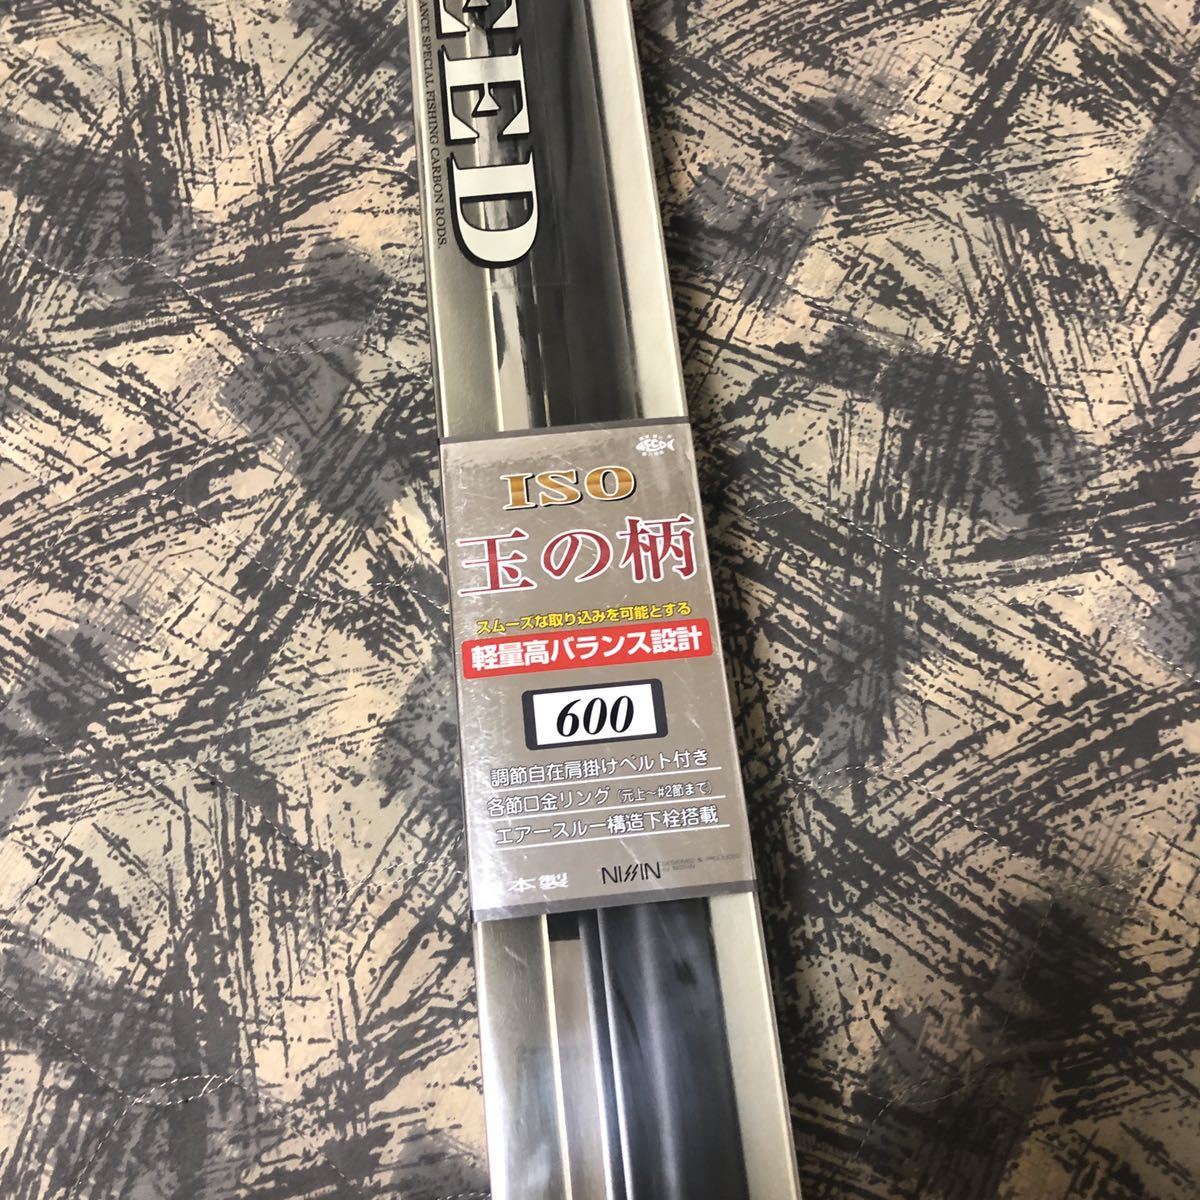 EED
ANCE SPECIAL FISHING CARBON RODS.
FECO
ISO
玉の柄
スムーズな取り込みを可能とする
軽量高バランス設計
600
調節自在肩掛けベルト付き
各節口金リング(元上〜#2節まで)
エアースルー構造下栓搭載
本製
NISSIN